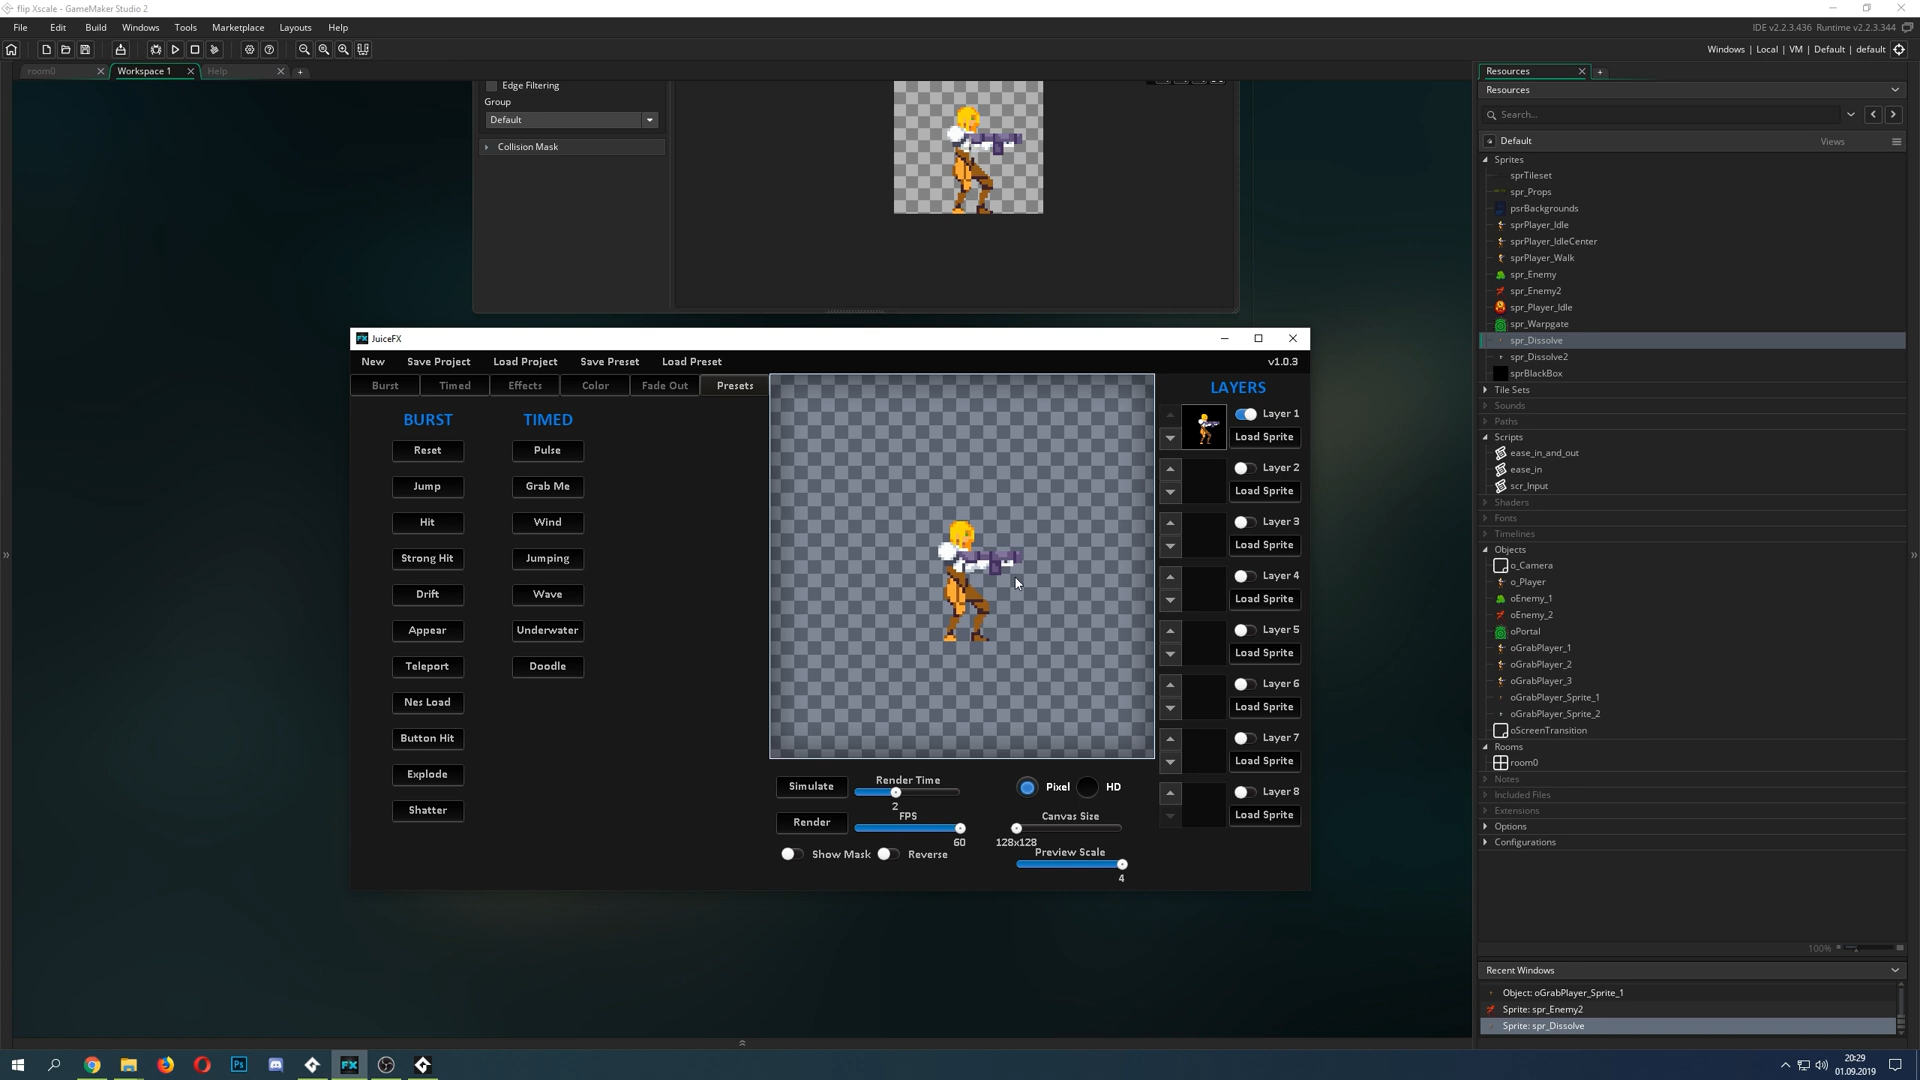 flip Xscale - GameMaker Studio 2
File Edit Build Windows Tools Marketplace Layouts Help
IDE v2.2.3.436 Runtime v2.2.3.344
Windows | Local | VM | Default | default
room0
Workspace 1
Help
Edge Filtering
Group
Default
Collision Mask
JuiceFX
New Save Project Load Project Save Preset Load Preset v1.0.3
Burst Timed Effects Color Fade Out Presets
BURST
Reset
Jump
Hit
Strong Hit
Drift
Appear
Teleport
Nes Load
Button Hit
Explode
Shatter
TIMED
Pulse
Grab Me
Wind
Jumping
Wave
Underwater
Doodle
Simulate
Render Time
2
Render
FPS
60
Show Mask
Reverse
Pixel
HD
Canvas Size
128x128
Preview Scale
4
LAYERS
Layer 1
Load Sprite
Layer 2
Load Sprite
Layer 3
Load Sprite
Layer 4
Load Sprite
Layer 5
Load Sprite
Layer 6
Load Sprite
Layer 7
Load Sprite
Layer 8
Load Sprite
Resources
Resources
Search...
Default
Views
Sprites
sprTileset
spr_Props
psrBackgrounds
sprPlayer_Idle
sprPlayer_IdleCenter
sprPlayer_Walk
spr_Enemy
spr_Enemy2
spr_Player_Idle
spr_Warpgate
spr_Dissolve
spr_Dissolve2
sprBlackBox
Tile Sets
Sounds
Paths
Scripts
ease_in_and_out
ease_in
scr_Input
Shaders
Fonts
Timelines
Objects
o_Camera
o_Player
oEnemy_1
oEnemy_2
oPortal
oGrabPlayer_1
oGrabPlayer_2
oGrabPlayer_3
oGrabPlayer_Sprite_1
oGrabPlayer_Sprite_2
oScreenTransition
Rooms
room0
Notes
Included Files
Extensions
Options
Configurations
100%
Recent Windows
Object: oGrabPlayer_Sprite_1
Sprite: spr_Enemy2
Sprite: spr_Dissolve
Ps
FX
20:29
01.09.2019